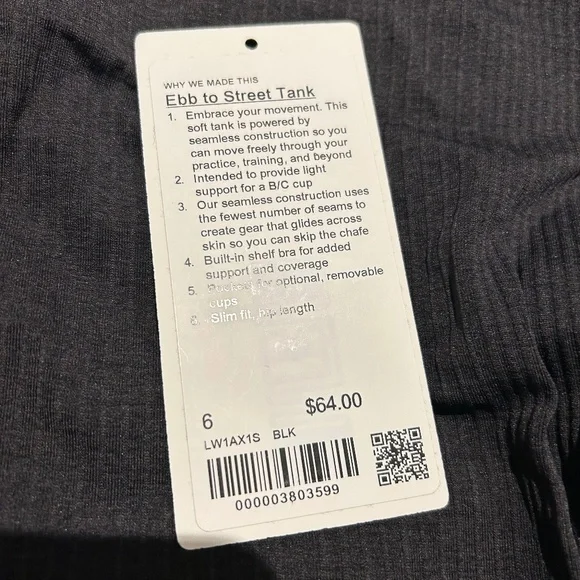 WHY WE MADE THIS
Ebb to Street Tank
1. Embrace your movement. This
soft tank is powered by
seamless construction so you
can move freely through your
practice, training, and beyond
2. Intended to provide light
support for a B/C cup
3. Our seamless construction uses
the fewest number of seams to
create gear that glides across
skin so you can skip the chafe
4. Built-in shelf bra for added
support and coverage
5. Pockets for optional, removable
cups
6. Slim fit, hip length
6 $64.00
LW1AX1S BLK
000003803599